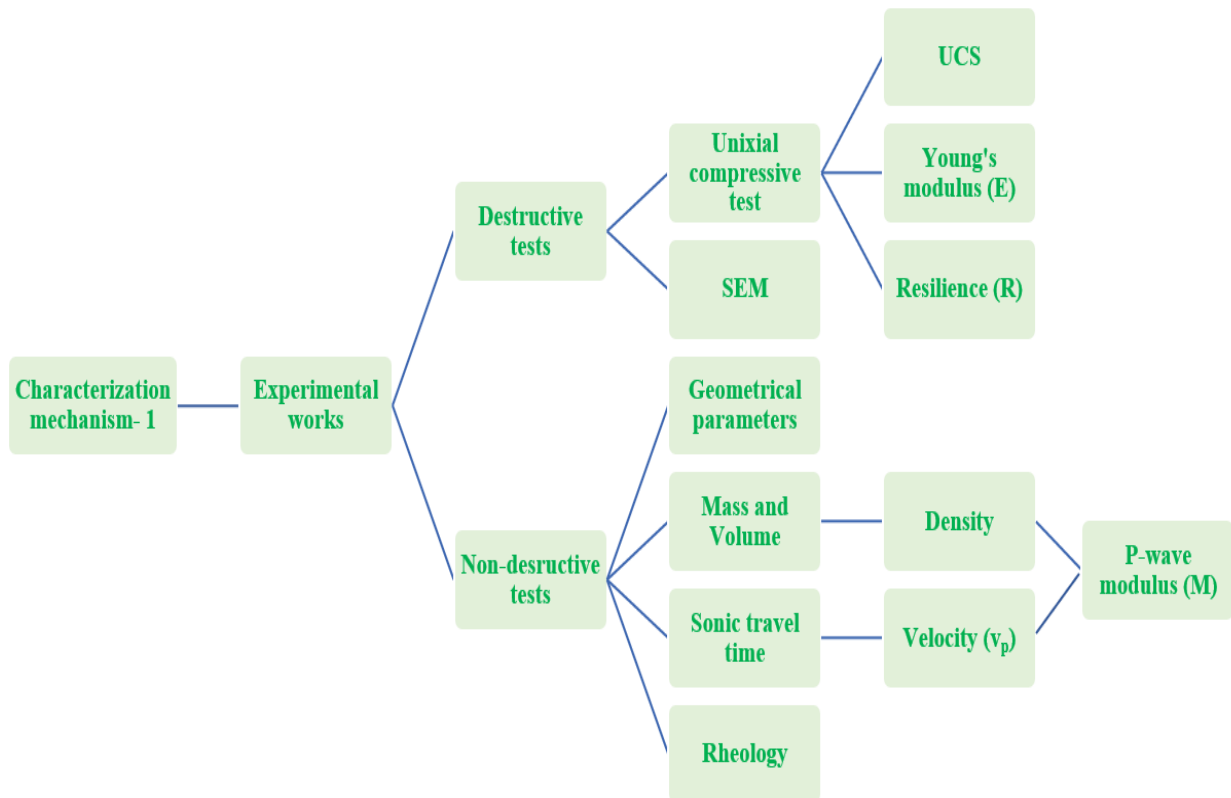 Characterization
mechanism- 1
Experimental
works
Destructive
tests
Unixial
compressive
test
UCS
Young's
modulus (E)
Resilience (R)
SEM
Non-desructive
tests
Geometrical
parameters
Mass and
Volume
Density
Sonic travel
time
Velocity (vₚ)
P-wave
modulus (M)
Rheology